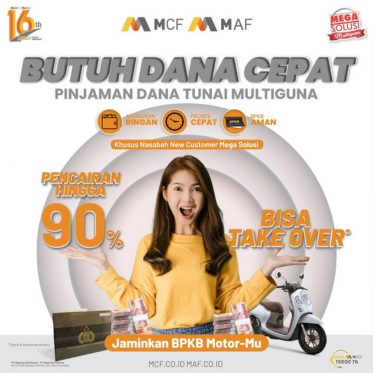 16th
MCF MAF
MEGA
SOLUSI
BUTUH DANA CEPAT
PINJAMAN DANA TUNAI MULTIGUNA
ANGSURAN
RINGAN
PROSES
CEPAT
BPKB
AMAN
Khusus Nasabah New Customer Mega Solusi
PENCAIRAN
HINGGA
90%
BISA
TAKE OVER*
Jaminkan BPKB Motor-Mu
MCF.CO.ID MAF.CO.ID
15000 76